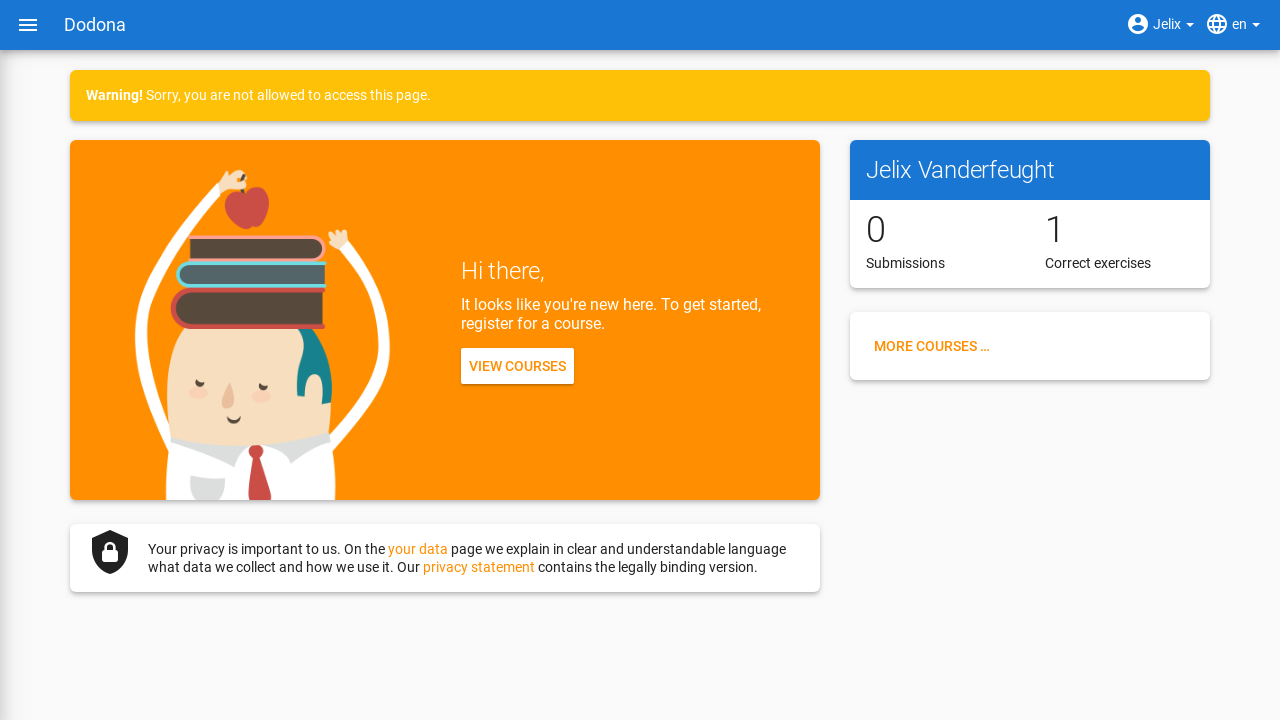 Dodona
Jelix
en
Warning! Sorry, you are not allowed to access this page.
Hi there,
It looks like you're new here. To get started,
register for a course.
VIEW COURSES
Jelix Vanderfeught
0
Submissions
1
Correct exercises
MORE COURSES ...
Your privacy is important to us. On the your data page we explain in clear and understandable language
what data we collect and how we use it. Our privacy statement contains the legally binding version.